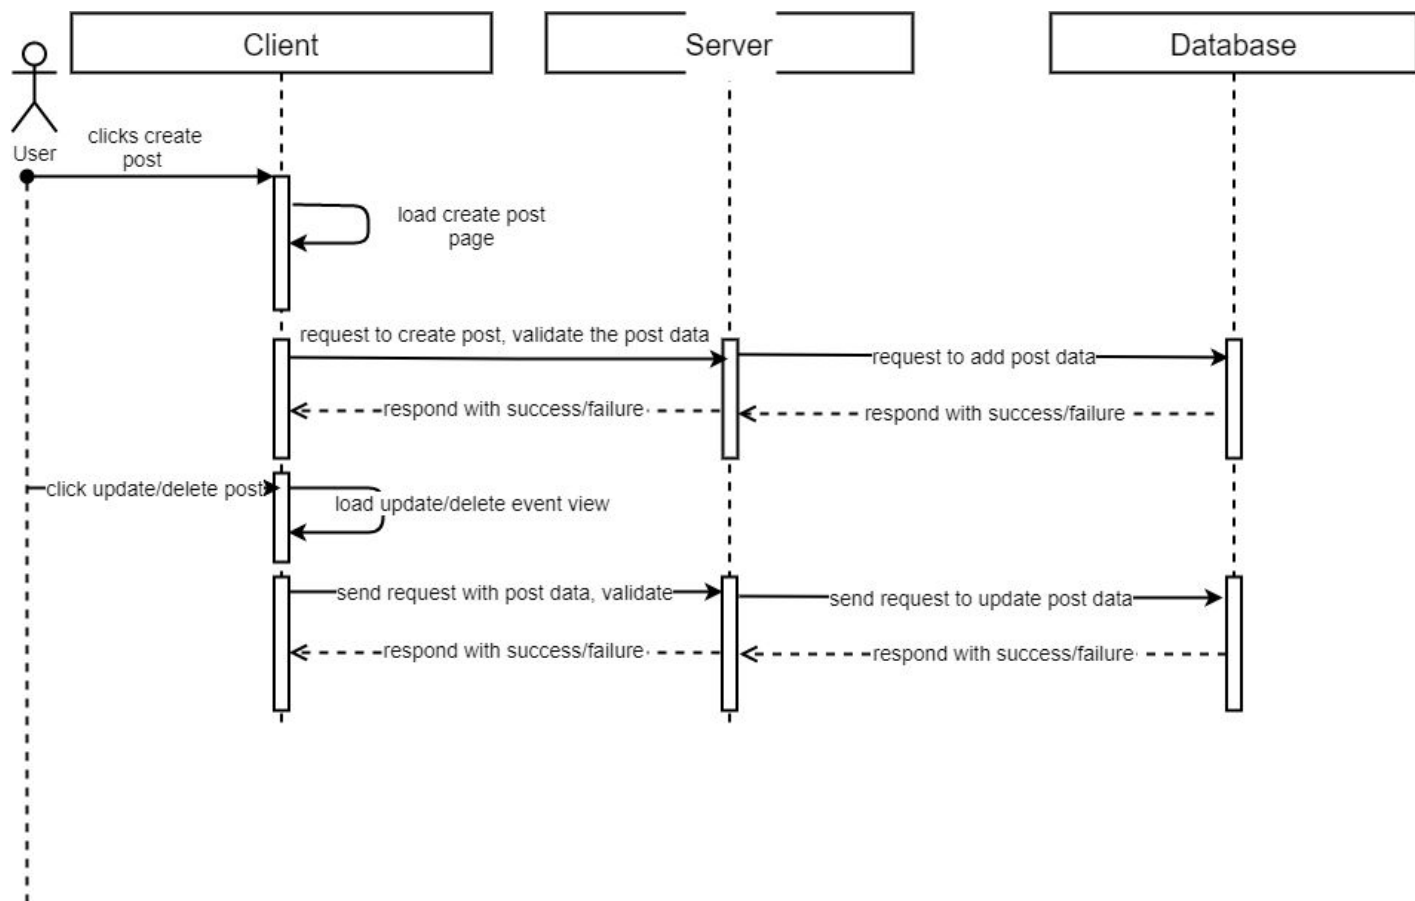 Client
Server
Database
User
clicks create
post
load create post
page
request to create post, validate the post data
request to add post data
respond with success/failure
respond with success/failure
click update/delete post
load update/delete event view
send request with post data, validate
send request to update post data
respond with success/failure
respond with success/failure